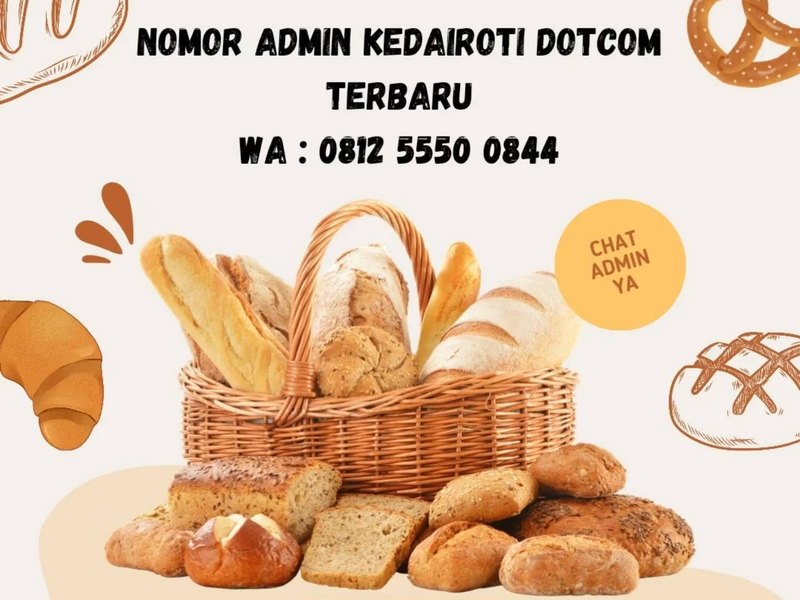 NOMOR ADMIN KEDAIROTI DOTCOM
TERBARU
WA : 0812 5550 0844
CHAT
ADMIN
YA